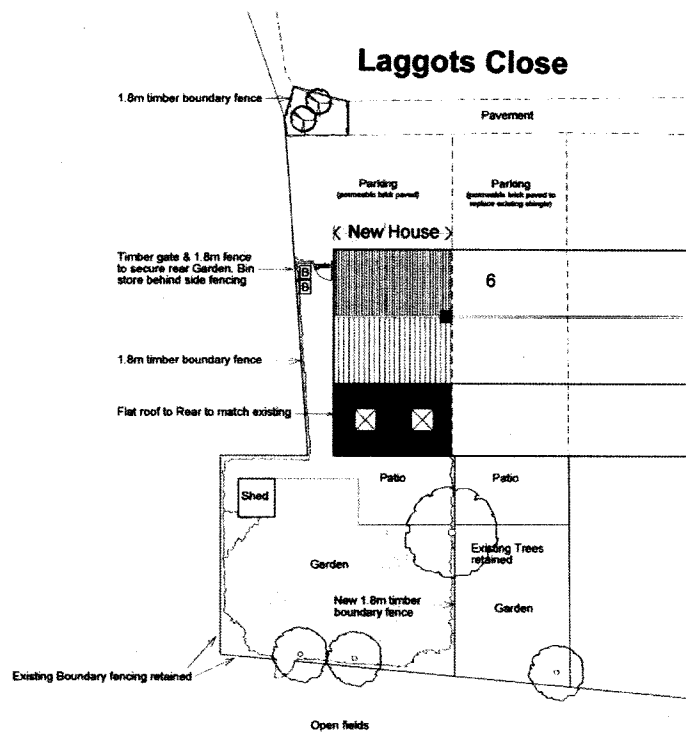 Laggots Close
1.8m timber boundary fence
Pavement
Parking
(permeable brick paved)
Parking
(permeable brick paved to
replace existing shingle)
New House
Timber gate & 1.8m fence
to secure rear Garden. Bin
store behind side fencing
B
B
6
1.8m timber boundary fence
Flat roof to Rear to match existing
Patio
Patio
Shed
Existing Trees
retained
Garden
New 1.8m timber
boundary fence
Garden
Existing Boundary fencing retained
Open fields